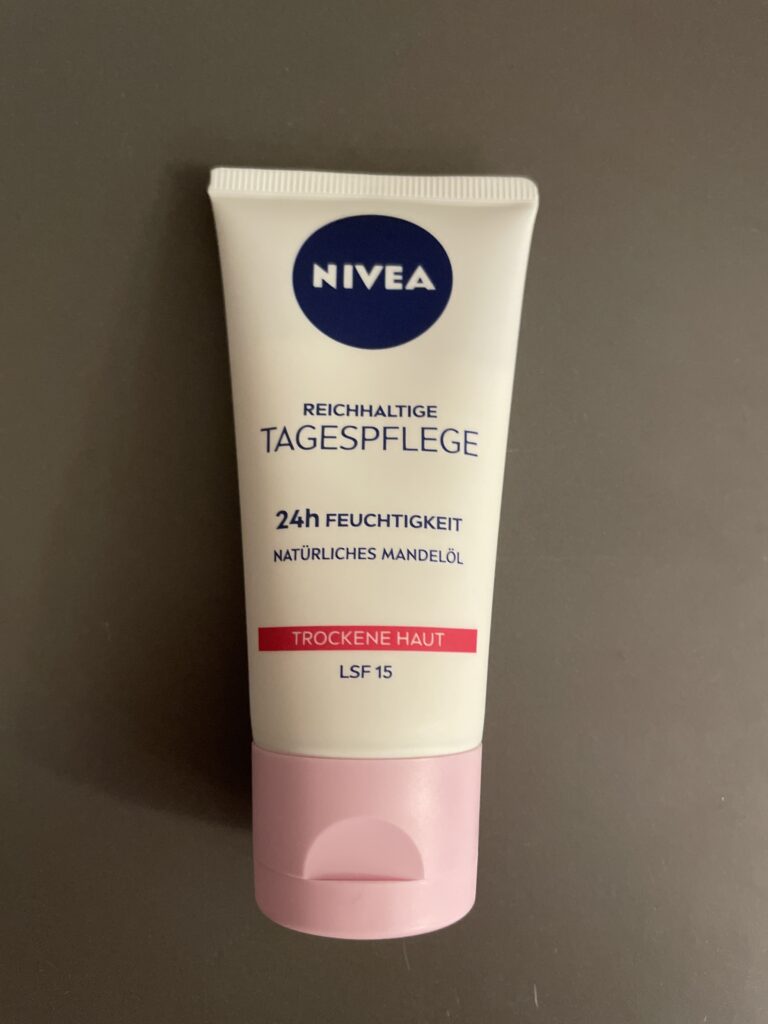 NIVEA
REICHHALTIGE
TAGESPFLEGE
24h FEUCHTIGKEIT
NATÜRLICHES MANDELÖL
TROCKENE HAUT
LSF 15